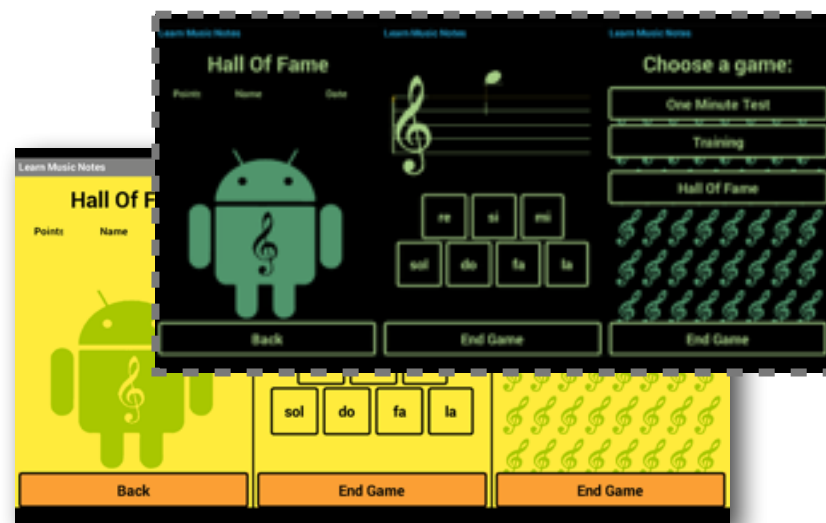 Learn Music Notes
Hall Of Fame
Points Name Date
Back
Learn Music Notes
re si mi
sol do fa la
End Game
Learn Music Notes
Choose a game:
One Minute Test
Training
Hall Of Fame
End Game
Learn Music Notes
Hall Of F
Points Name
Back
sol do fa la
End Game
End Game